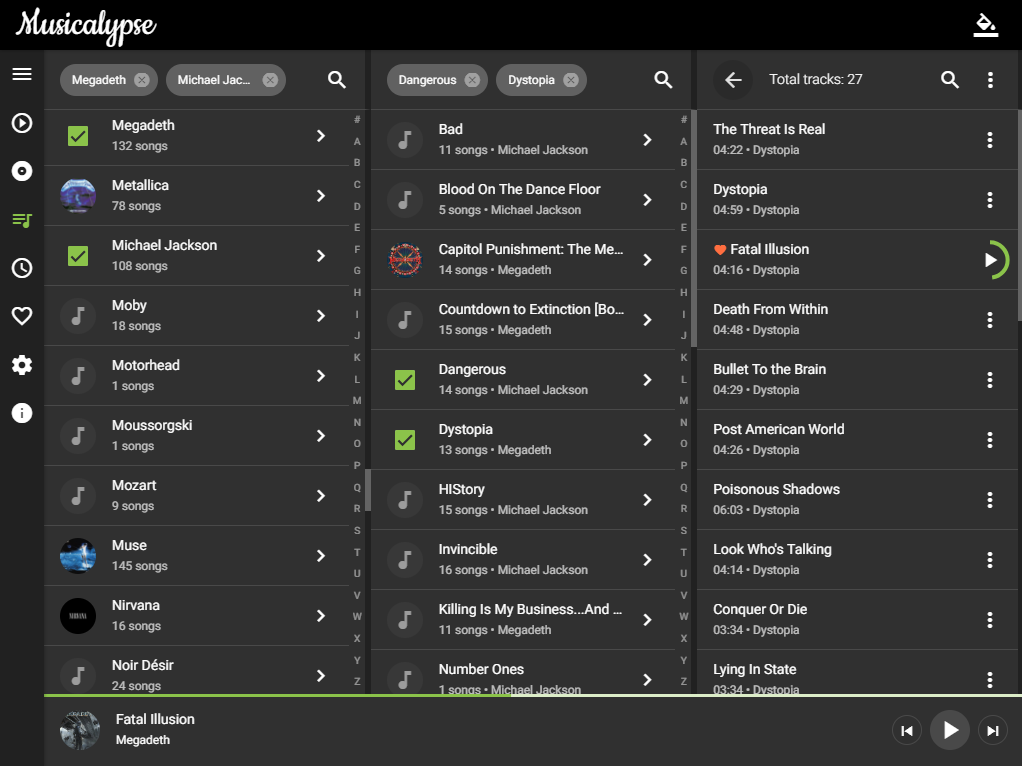 Musicalypse
Megadeth
Michael Jac...
Megadeth
132 songs
Metallica
78 songs
Michael Jackson
108 songs
Moby
18 songs
Motorhead
1 songs
Moussorgski
1 songs
Mozart
9 songs
Muse
145 songs
Nirvana
16 songs
Noir Désir
24 songs
#
A
B
C
D
E
F
G
H
I
J
K
L
M
N
O
P
Q
R
S
T
U
V
W
X
Y
Z
Dangerous
Dystopia
Bad
11 songs • Michael Jackson
Blood On The Dance Floor
5 songs • Michael Jackson
Capitol Punishment: The Me...
14 songs • Megadeth
Countdown to Extinction [Bo...
15 songs • Megadeth
Dangerous
14 songs • Michael Jackson
Dystopia
13 songs • Megadeth
HIStory
15 songs • Michael Jackson
Invincible
16 songs • Michael Jackson
Killing Is My Business...And ...
11 songs • Megadeth
Number Ones
1 songs • Michael Jackson
#
A
B
C
D
E
F
G
H
I
J
K
L
M
N
O
P
Q
R
S
T
U
V
W
X
Y
Z
Total tracks: 27
The Threat Is Real
04:22 • Dystopia
Dystopia
04:59 • Dystopia
Fatal Illusion
04:16 • Dystopia
Death From Within
04:48 • Dystopia
Bullet To the Brain
04:29 • Dystopia
Post American World
04:26 • Dystopia
Poisonous Shadows
06:03 • Dystopia
Look Who's Talking
04:14 • Dystopia
Conquer Or Die
03:34 • Dystopia
Lying In State
03:34 • Dystopia
Fatal Illusion
Megadeth